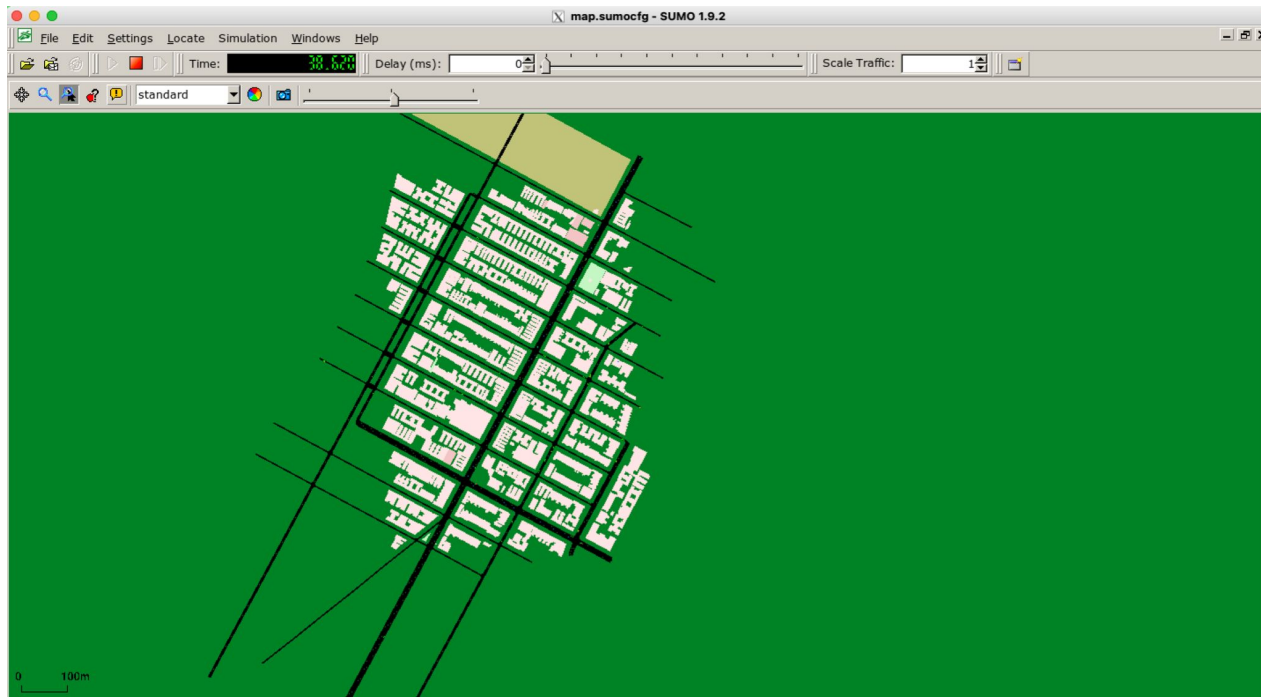 map.sumocfg - SUMO 1.9.2
File Edit Settings Locate Simulation Windows Help
Time: 38.620 Delay (ms): 0 Scale Traffic: 1
standard
0 100m